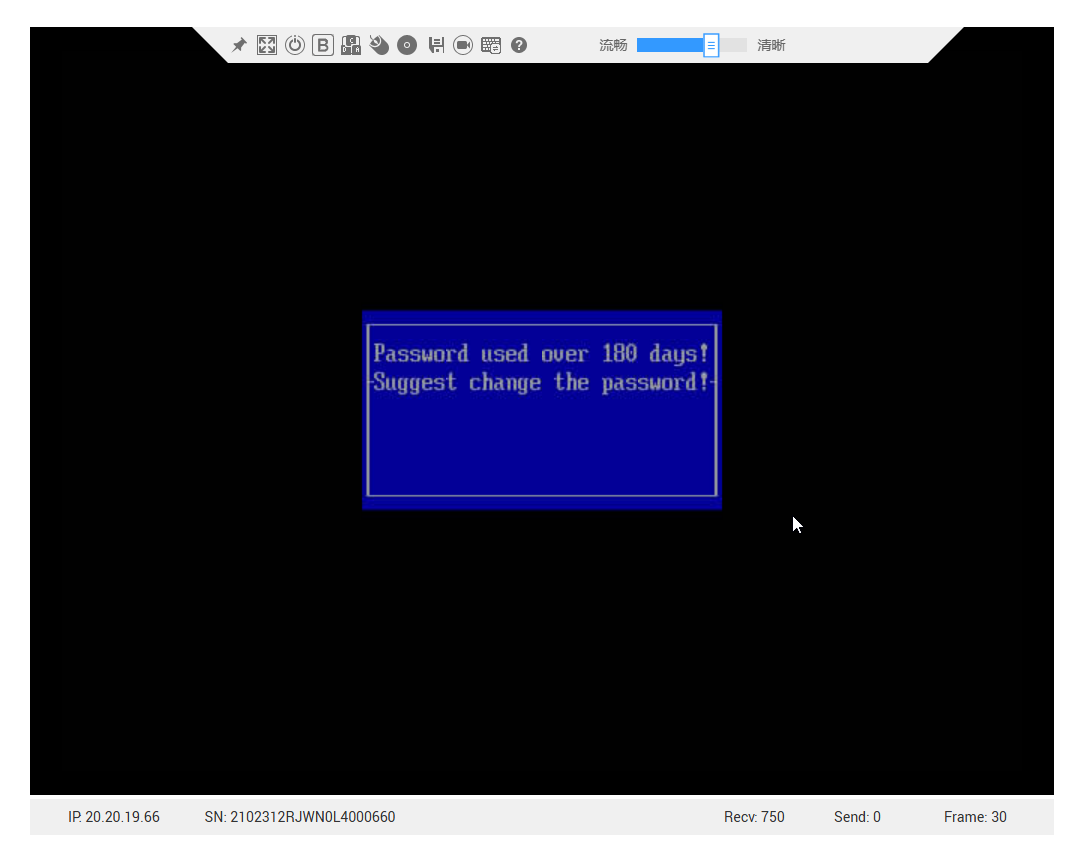 B
C D I A
流畅
清晰
?
Password used over 180 days!
Suggest change the password!
IP: 20.20.19.66
SN: 2102312RJWN0L4000660
Recv: 750
Send: 0
Frame: 30